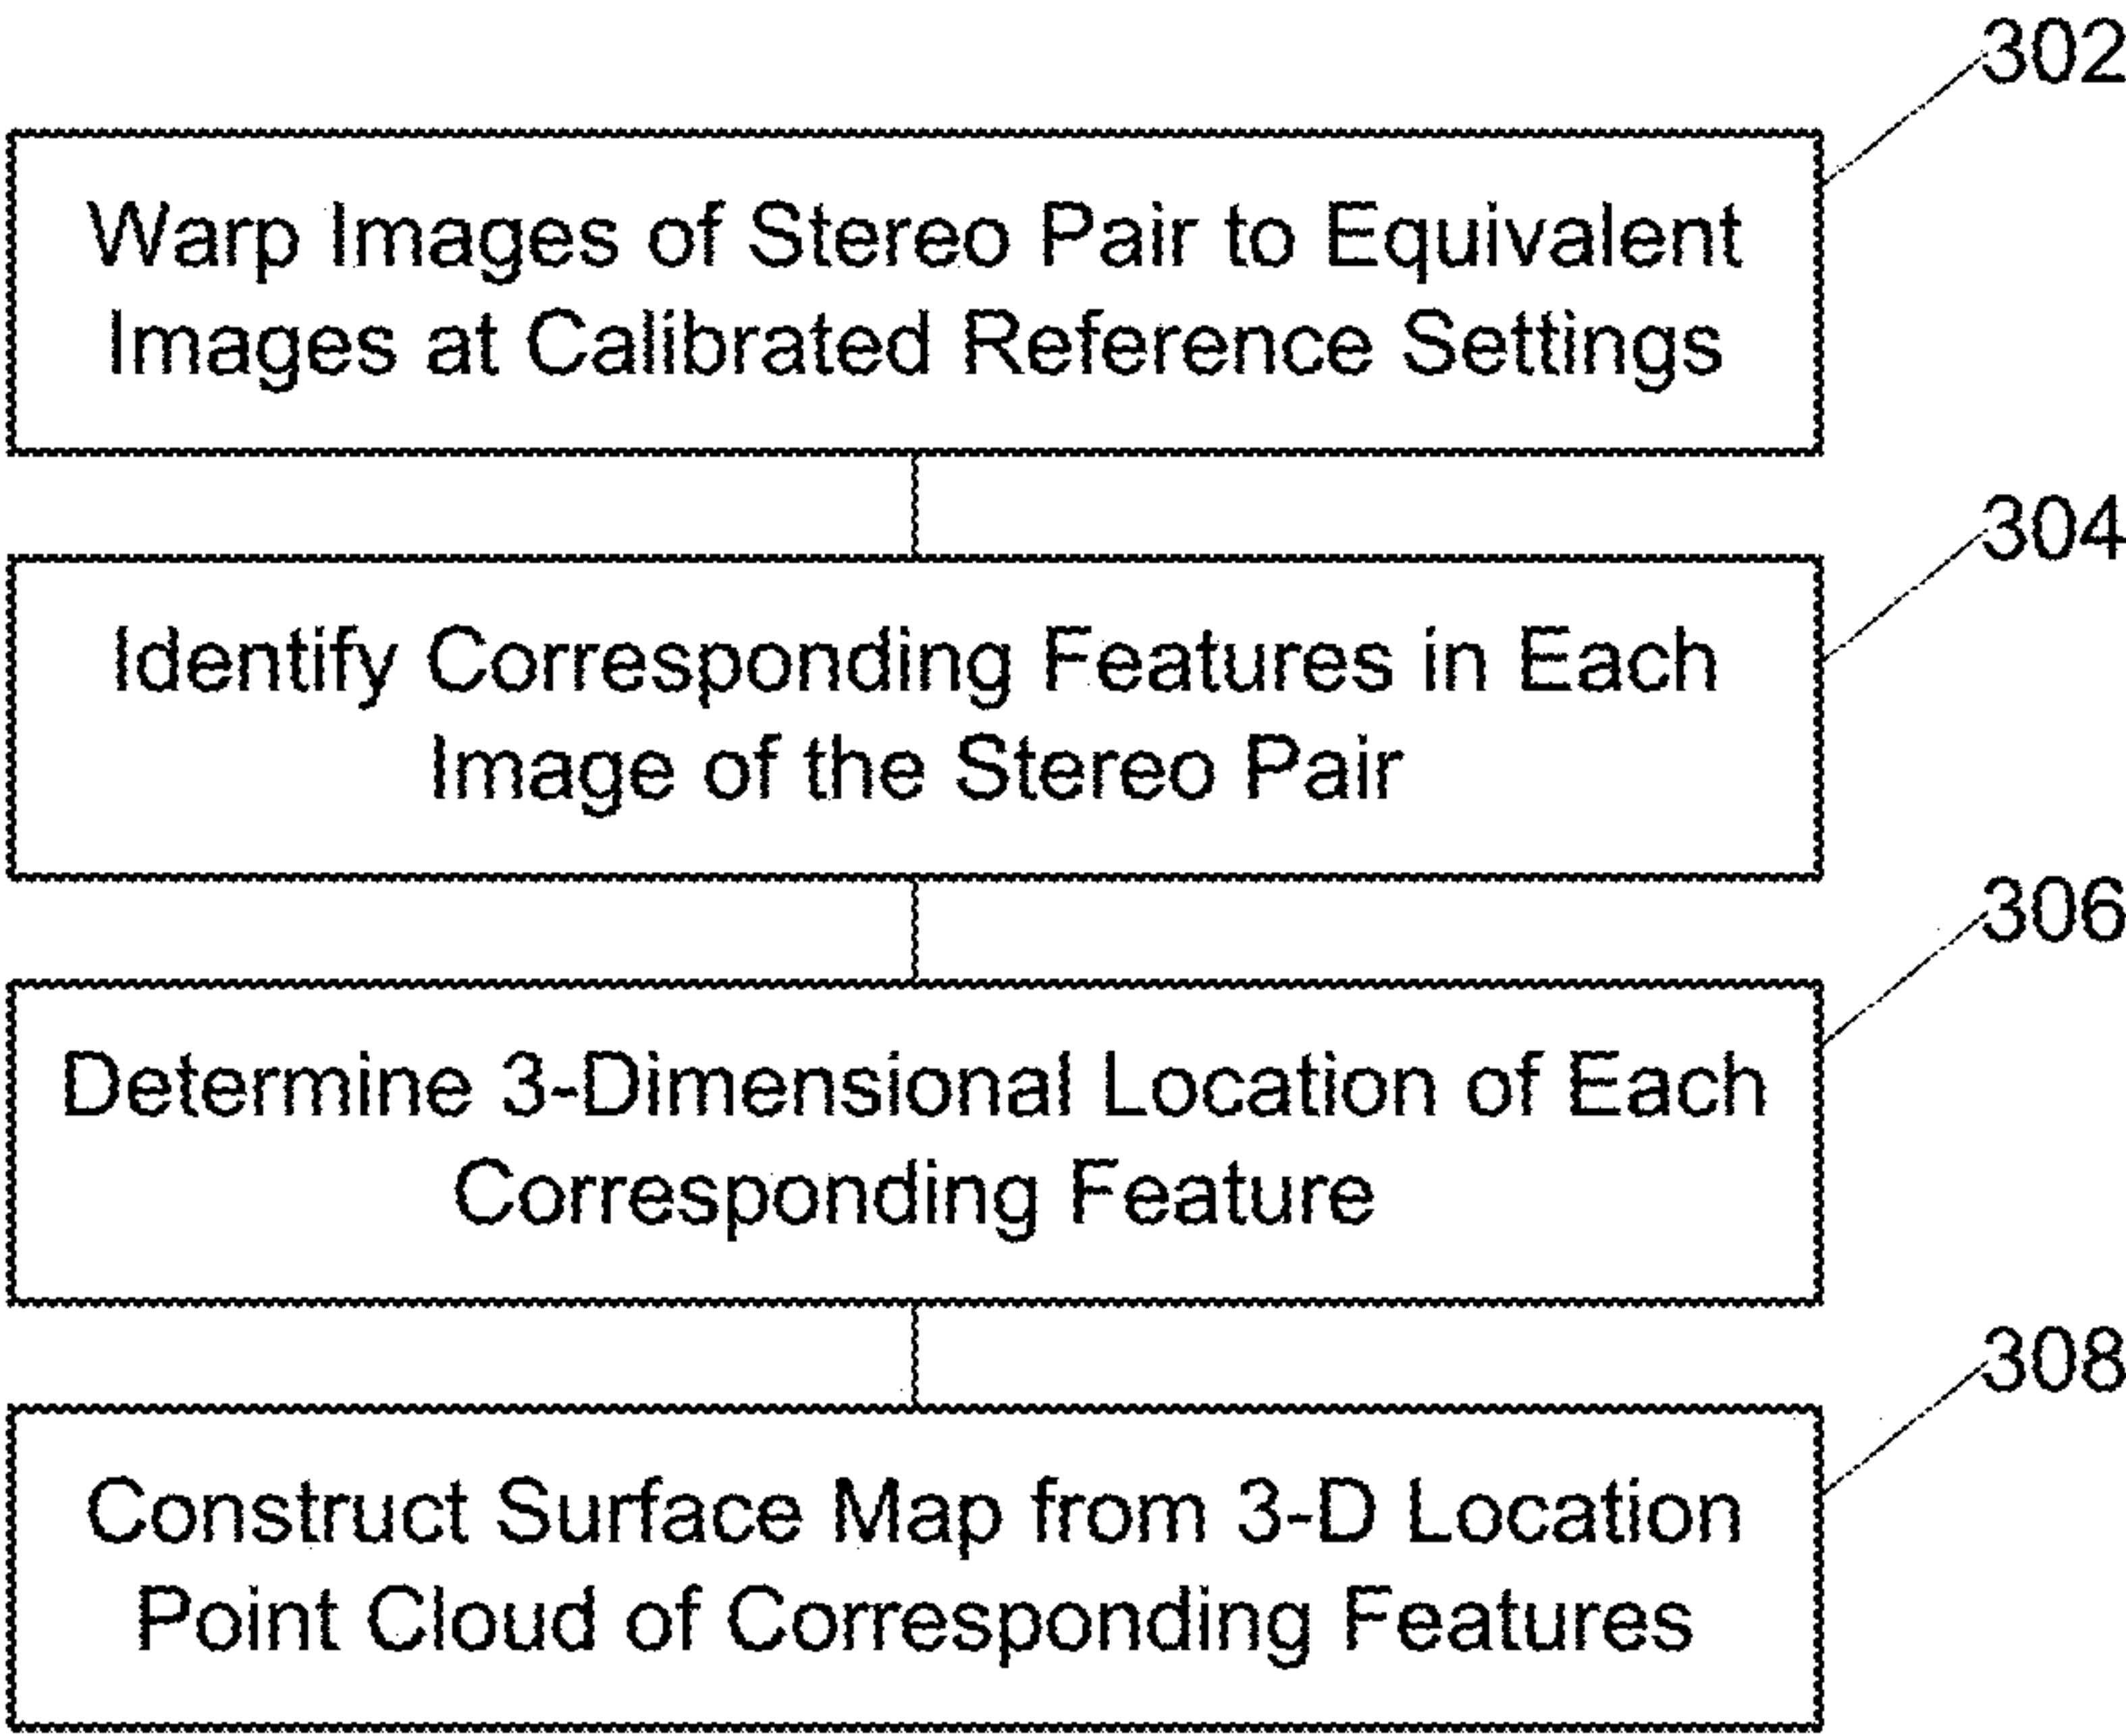 302
Warp Images of Stereo Pair to Equivalent
Images at Calibrated Reference Settings
304
Identify Corresponding Features in Each
Image of the Stereo Pair
306
Determine 3-Dimensional Location of Each
Corresponding Feature
308
Construct Surface Map from 3-D Location
Point Cloud of Corresponding Features